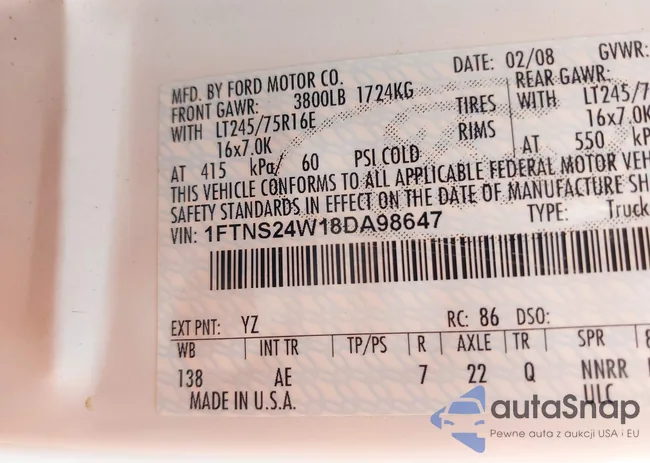 DATE: 02/08 GVWR:
MFD. BY FORD MOTOR CO.
FRONT GAWR: 3800LB 1724KG REAR GAWR:
WITH LT245/75R16E TIRES WITH LT245/75
16x7.0K RIMS 16x7.0K
AT 415 kPa/ 60 PSI COLD AT 550 kPa
THIS VEHICLE CONFORMS TO ALL APPLICABLE FEDERAL MOTOR VEH
SAFETY STANDARDS IN EFFECT ON THE DATE OF MANUFACTURE SH
VIN: 1FTNS24W18DA98647 TYPE: Truck
EXT PNT: YZ RC: 86 DSO:
WB INT TR TP/PS R AXLE TR SPR
138 AE 7 22 Q NNRR
ULC
MADE IN U.S.A.
autaSnap
Pewne auta z aukcji USA i EU